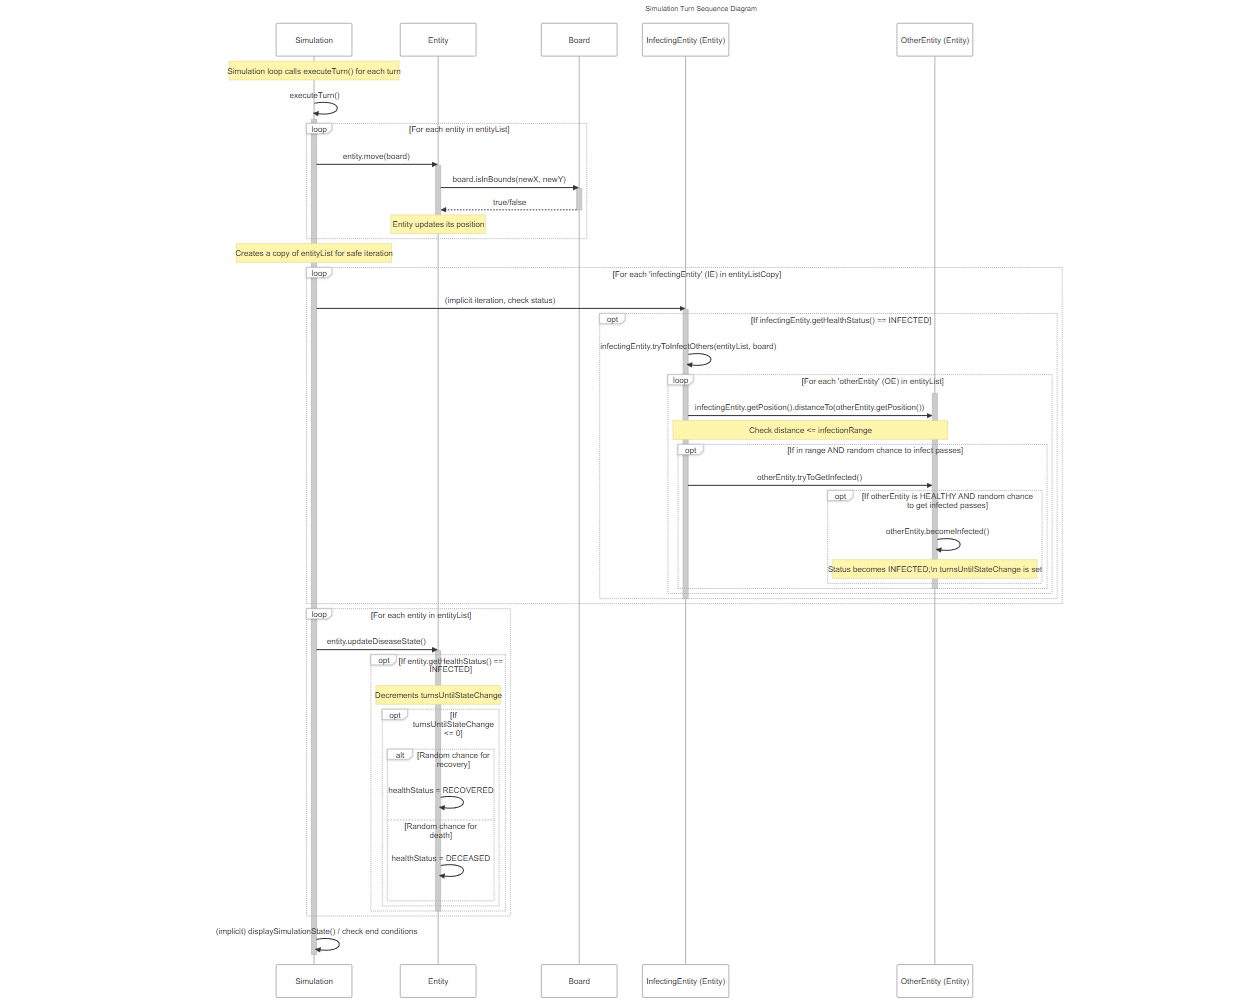 Simulation Turn Sequence Diagram
Simulation
Entity
Board
InfectingEntity (Entity)
OtherEntity (Entity)
Simulation loop calls executeTurn() for each turn
executeTurn()
loop
[For each entity in entityList]
entity.move(board)
board.isInBounds(newX, newY)
true/false
Entity updates its position
Creates a copy of entityList for safe iteration
loop
[For each 'infectingEntity' (IE) in entityListCopy]
(implicit iteration, check status)
opt
[If infectingEntity.getHealthStatus() == INFECTED]
infectingEntity.tryToInfectOthers(entityList, board)
loop
[For each 'otherEntity' (OE) in entityList]
infectingEntity.getPosition().distanceTo(otherEntity.getPosition())
Check distance <= infectionRange
opt
[If in range AND random chance to infect passes]
otherEntity.tryToGetInfected()
opt
[If otherEntity is HEALTHY AND random chance
to get infected passes]
otherEntity.becomeInfected()
Status becomes INFECTED,\n turnsUntilStateChange is set
loop
[For each entity in entityList]
entity.updateDiseaseState()
opt
[If entity.getHealthStatus() ==
INFECTED]
Decrements turnsUntilStateChange
opt
[If
turnsUntilStateChange
<= 0]
alt
[Random chance for
recovery]
healthStatus = RECOVERED
[Random chance for
death]
healthStatus = DECEASED
(implicit) displaySimulationState() / check end conditions
Simulation
Entity
Board
InfectingEntity (Entity)
OtherEntity (Entity)